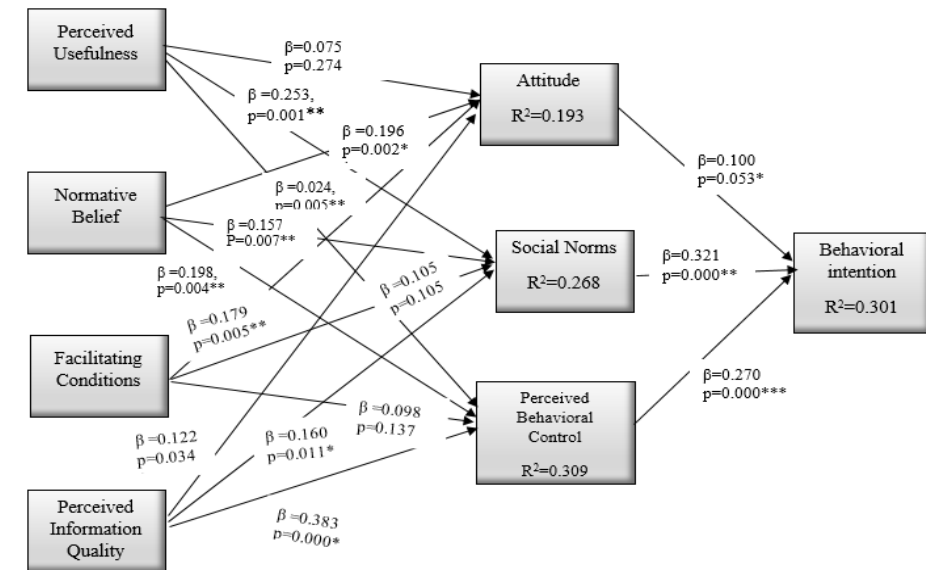 Perceived
Usefulness
β=0.075
p=0.274
β =0.253,
p=0.001**
Attitude
R²=0.193
β =0.196
p=0.002*
β=0.100
p=0.053*
Normative
Belief
β =0.024,
p=0.005**
β =0.157
P=0.007**
Social Norms
R²=0.268
β=0.321
p=0.000**
Behavioral
intention
R²=0.301
β =0.198,
p=0.004**
β =0.105
p=0.105
β =0.179
p=0.005**
Facilitating
Conditions
β=0.270
p=0.000***
Perceived
Behavioral
Control
R²=0.309
β =0.098
p=0.137
β=0.122
p=0.034
β =0.160
p=0.011*
Perceived
Information
Quality
β =0.383
p=0.000*